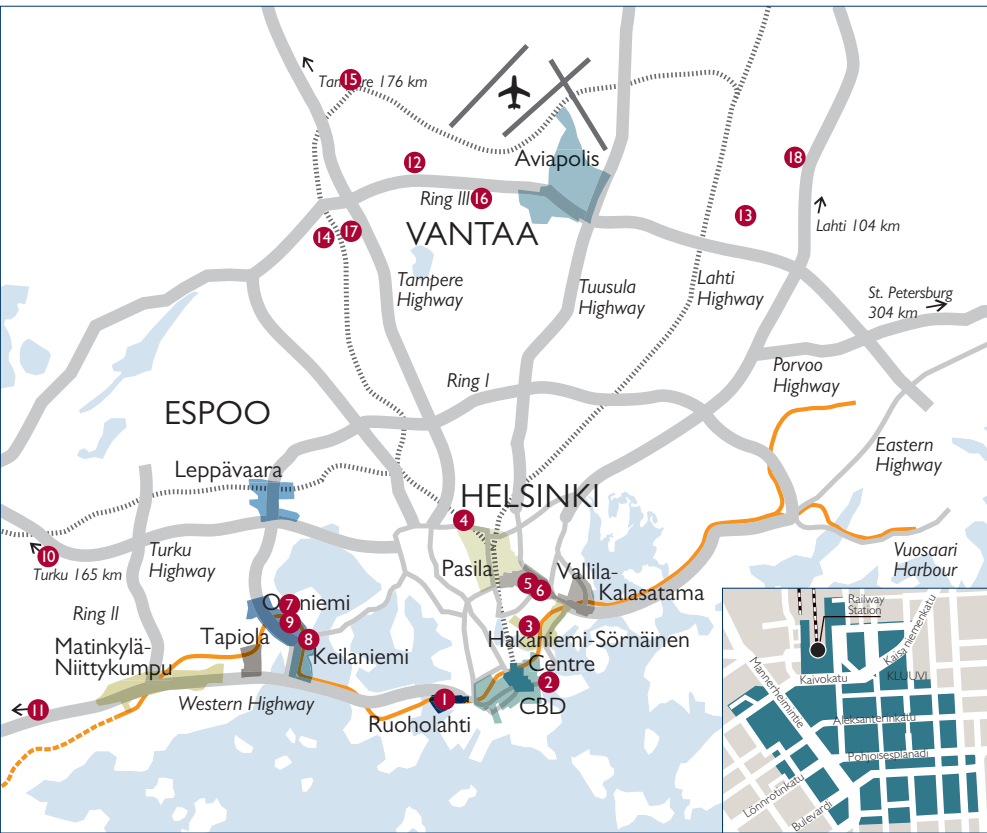 15
Tampere 176 km
12
Aviapolis
18
Ring III
16
13
14
17
VANTAA
Lahti 104 km
Tampere
Highway
Tuusula
Highway
Lahti
Highway
St. Petersburg
304 km
Porvoo
Highway
Ring I
ESPOO
Eastern
Highway
Leppävaara
HELSINKI
4
10
Turku 165 km
Turku
Highway
Pasila
5
6
Vallila-
Kalasatama
Vuosaari
Harbour
Ring II
7
Otaniemi
9
8
3
Hakaniemi-Sörnäinen
Matinkylä-
Niittykumpu
Tapiola
Keilaniemi
Centre
2
CBD
11
Western Highway
1
Ruoholahti
Railway
Station
Kaisaniemenkatu
Mannerheimintie
Kaivokatu
KLUUVI
Aleksanterinkatu
Pohjoisesplanadi
Lönnrotinkatu
Bulevardi